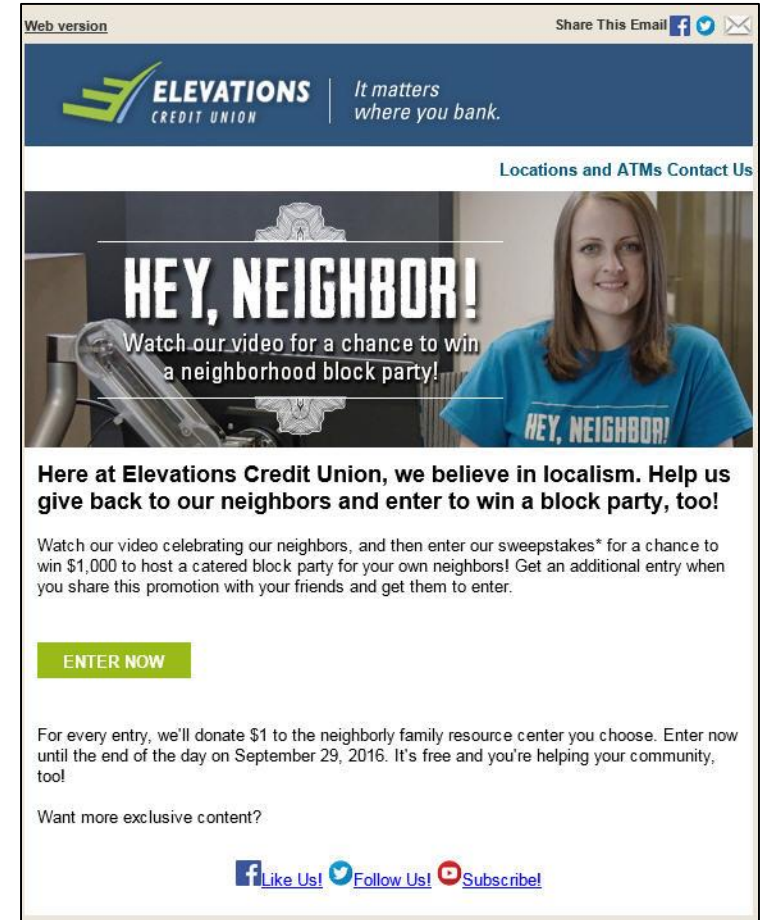 Web version
Share This Email
ELEVATIONS
CREDIT UNION
It matters
where you bank.
Locations and ATMs Contact Us
HEY, NEIGHBOR!
Watch our video for a chance to win
a neighborhood block party!
HEY, NEIGHBOR!
Here at Elevations Credit Union, we believe in localism. Help us
give back to our neighbors and enter to win a block party, too!
Watch our video celebrating our neighbors, and then enter our sweepstakes* for a chance to
win $1,000 to host a catered block party for your own neighbors! Get an additional entry when
you share this promotion with your friends and get them to enter.
ENTER NOW
For every entry, we'll donate $1 to the neighborly family resource center you choose. Enter now
until the end of the day on September 29, 2016. It's free and you're helping your community,
too!
Want more exclusive content?
Like Us! Follow Us! Subscribe!